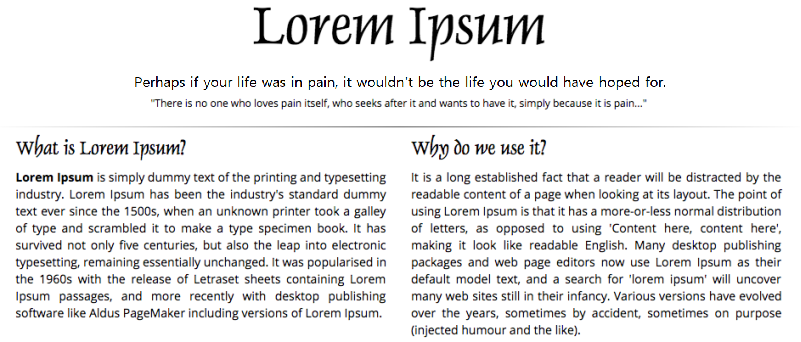 Lorem Ipsum
Perhaps if your life was in pain, it wouldn't be the life you would have hoped for.
"There is no one who loves pain itself, who seeks after it and wants to have it, simply because it is pain..."
What is Lorem Ipsum?
Lorem Ipsum is simply dummy text of the printing and typesetting
industry. Lorem Ipsum has been the industry's standard dummy
text ever since the 1500s, when an unknown printer took a galley
of type and scrambled it to make a type specimen book. It has
survived not only five centuries, but also the leap into electronic
typesetting, remaining essentially unchanged. It was popularised in
the 1960s with the release of Letraset sheets containing Lorem
Ipsum passages, and more recently with desktop publishing
software like Aldus PageMaker including versions of Lorem Ipsum.
Why do we use it?
It is a long established fact that a reader will be distracted by the
readable content of a page when looking at its layout. The point of
using Lorem Ipsum is that it has a more-or-less normal distribution
of letters, as opposed to using 'Content here, content here',
making it look like readable English. Many desktop publishing
packages and web page editors now use Lorem Ipsum as their
default model text, and a search for 'lorem ipsum' will uncover
many web sites still in their infancy. Various versions have evolved
over the years, sometimes by accident, sometimes on purpose
(injected humour and the like).